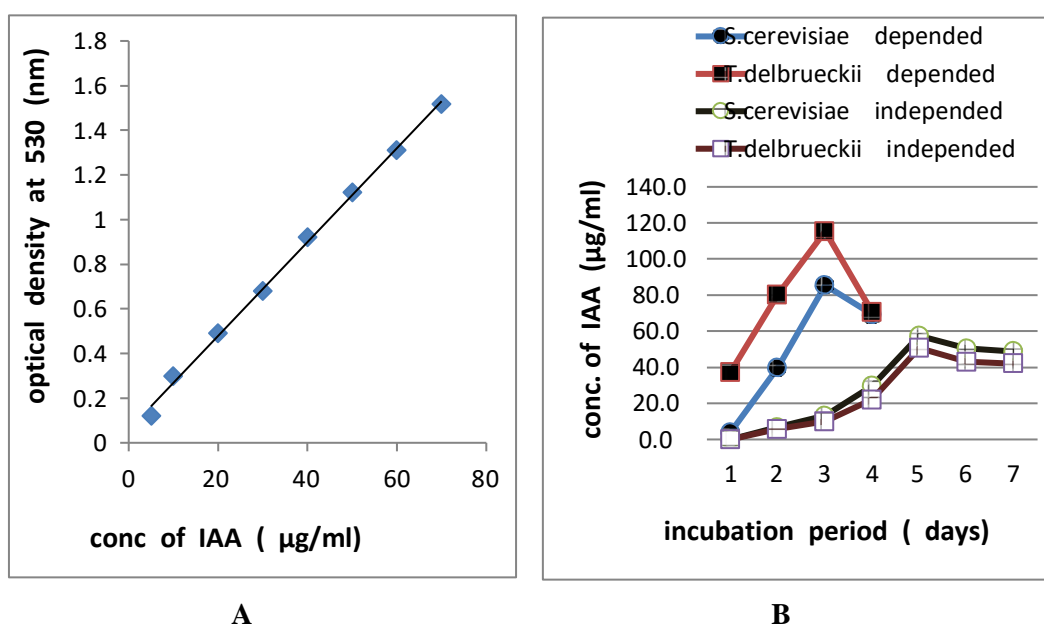 optical density at 530 (nm)
1.8
1.6
1.4
1.2
1
0.8
0.6
0.4
0.2
0
0 20 40 60 80
conc of IAA ( µg/ml)
A
S.cerevisiae depended
T.delbrueckii depended
S.cerevisiae independed
T.delbrueckii independed
conc. of IAA (µg/ml)
140.0
120.0
100.0
80.0
60.0
40.0
20.0
0.0
1 2 3 4 5 6 7
incubation period ( days)
B